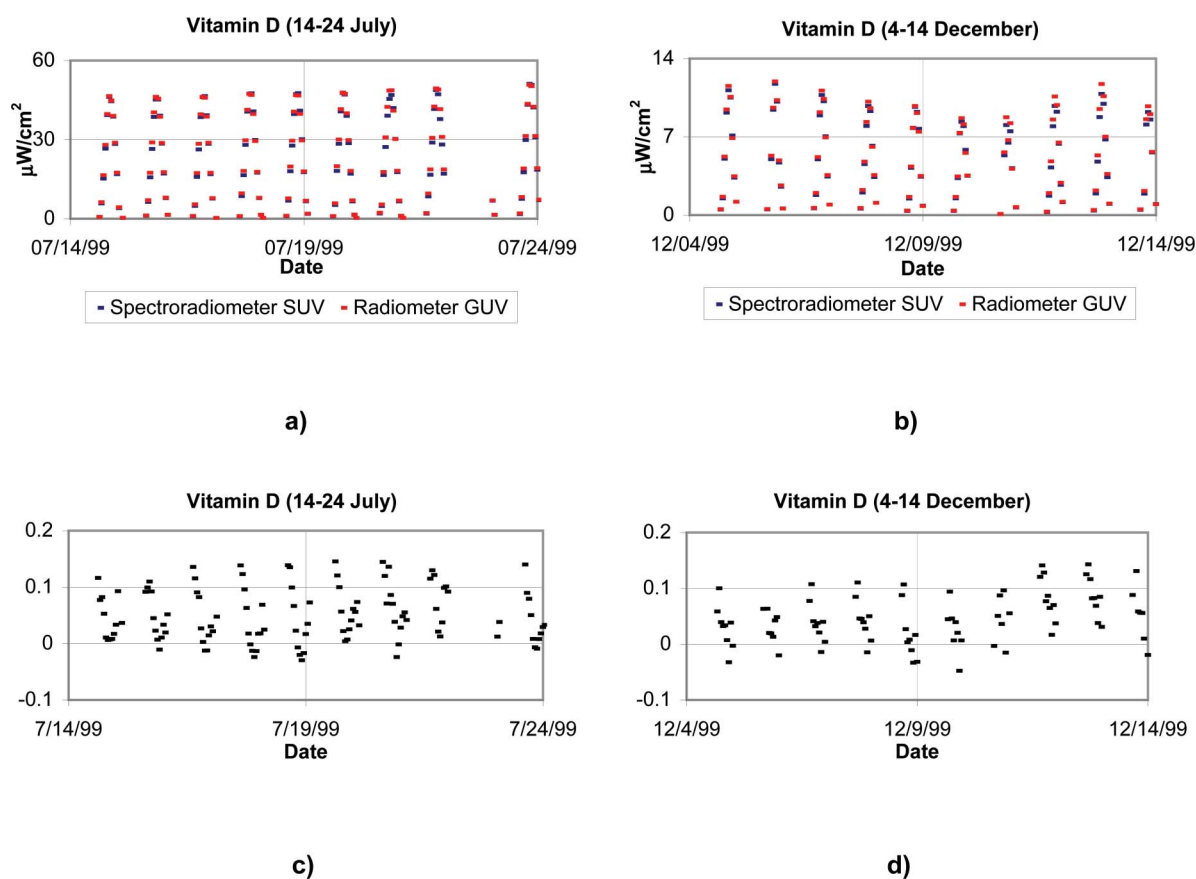 Vitamin D (14-24 July)
60
30
0
µW/cm²
07/14/99
07/19/99
07/24/99
Date
Spectroradiometer SUV
Radiometer GUV
a)
Vitamin D (4-14 December)
14
7
0
µW/cm²
12/04/99
12/09/99
12/14/99
Date
Spectroradiometer SUV
Radiometer GUV
b)
Vitamin D (14-24 July)
0.2
0.1
0
-0.1
7/14/99
7/19/99
7/24/99
Date
c)
Vitamin D (4-14 December)
0.2
0.1
0
-0.1
12/4/99
12/9/99
12/14/99
Date
d)